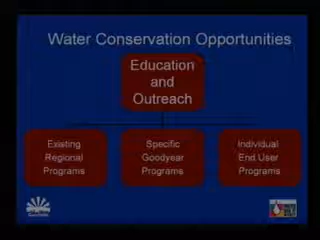 Water Conservation Opportunities
Education
and
Outreach
Existing
Regional
Programs
Specific
Goodyear
Programs
Individual
End User
Programs